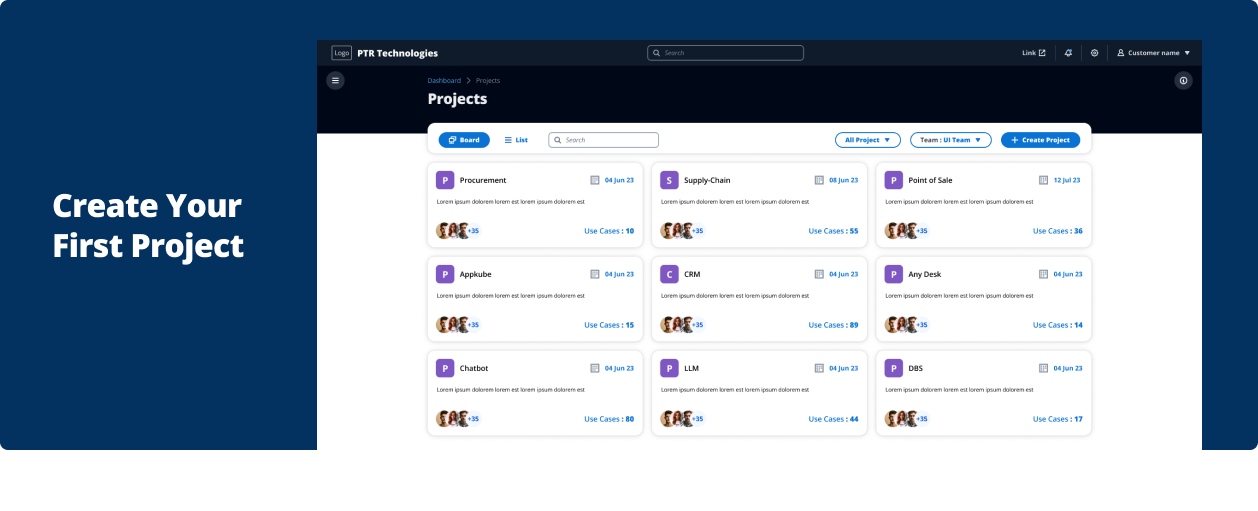 Logo PTR Technologies Search Link Customer name
Dashboard Projects
Projects
Board List Search All Project Team : UI Team Create Project
Create Your
First Project
P Procurement 04 Jun 23
Lorem ipsum dolorem lorem est lorem ipsum dolorem est
+35 Use Cases : 10
S Supply-Chain 08 Jun 23
Lorem ipsum dolorem lorem est lorem ipsum dolorem est
+35 Use Cases : 55
P Point of Sale 12 Jul 23
Lorem ipsum dolorem lorem est lorem ipsum dolorem est
+35 Use Cases : 36
P Appkube 04 Jun 23
Lorem ipsum dolorem lorem est lorem ipsum dolorem est
+35 Use Cases : 15
C CRM 04 Jun 23
Lorem ipsum dolorem lorem est lorem ipsum dolorem est
+35 Use Cases : 89
P Any Desk 04 Jun 23
Lorem ipsum dolorem lorem est lorem ipsum dolorem est
+35 Use Cases : 14
P Chatbot 04 Jun 23
Lorem ipsum dolorem lorem est lorem ipsum dolorem est
+35 Use Cases : 80
P LLM 04 Jun 23
Lorem ipsum dolorem lorem est lorem ipsum dolorem est
+35 Use Cases : 44
P DBS 04 Jun 23
Lorem ipsum dolorem lorem est lorem ipsum dolorem est
+35 Use Cases : 17